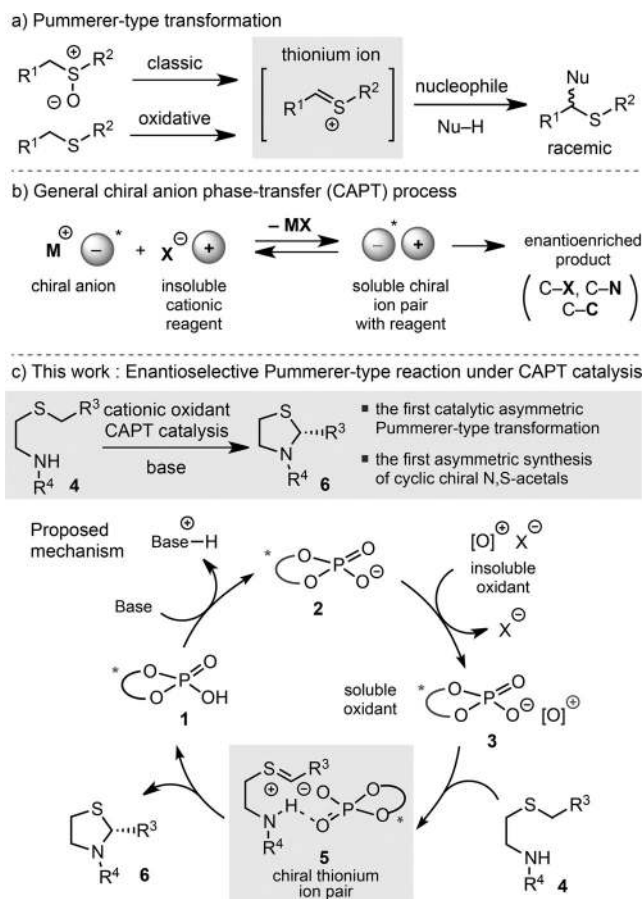 a) Pummerer-type transformation
R1 S⊕ R2 O⊖
classic
thionium ion
R1 S⊕ R2
nucleophile
Nu–H
Nu
R1 S R2
racemic
R1 S R2
oxidative
b) General chiral anion phase-transfer (CAPT) process
M⊕ − * + X⊖ +
– MX
− * +
chiral anion
insoluble
cationic
reagent
soluble chiral
ion pair
with reagent
enantioenriched
product
(C–X, C–N
C–C)
c) This work : Enantioselective Pummerer-type reaction under CAPT catalysis
S R3
NH
R4 4
cationic oxidant
CAPT catalysis
base
S R3
N
R4 6
■ the first catalytic asymmetric
Pummerer-type transformation
■ the first asymmetric synthesis
of cyclic chiral N,S-acetals
Proposed
mechanism
⊕
Base–H
Base
* O O P O O⊖
2
[O]⊕ X⊖
insoluble
oxidant
X⊖
* O O P O OH
1
soluble
oxidant
* O O P O O⊖ [O]⊕
3
S R3
N
R4 6
S⊕ R3
N H
R4
⊖ O P O O O *
5
chiral thionium
ion pair
S R3
NH
R4 4